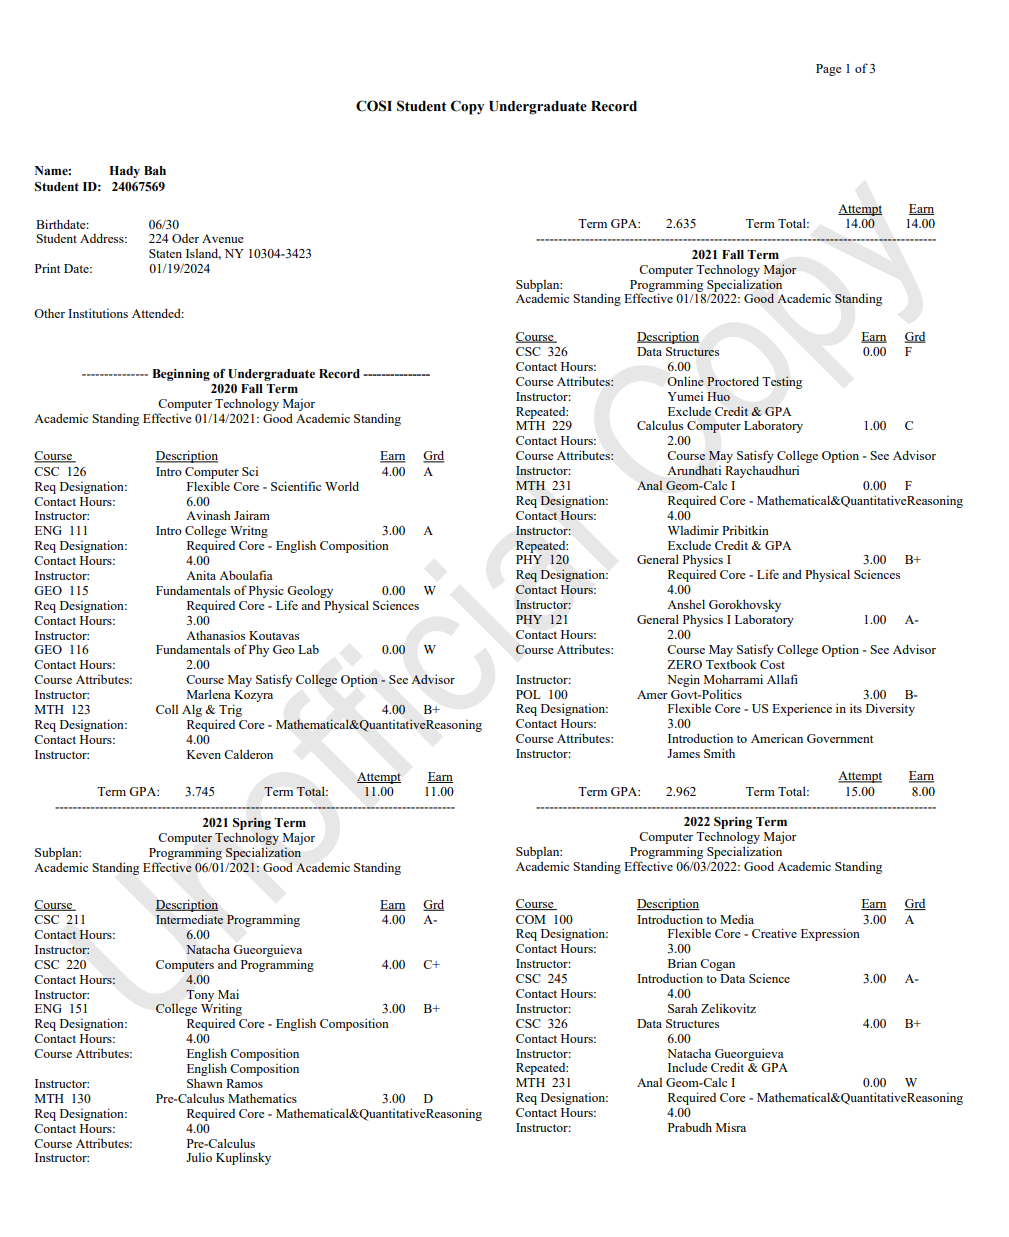 Page 1 of 3
COSI Student Copy Undergraduate Record
Name: Hady Bah
Student ID: 24067569
Birthdate: 06/30
Student Address: 224 Oder Avenue
Staten Island, NY 10304-3423
Print Date: 01/19/2024
Other Institutions Attended:
--------------- Beginning of Undergraduate Record ---------------
2020 Fall Term
Computer Technology Major
Academic Standing Effective 01/14/2021: Good Academic Standing
Course Description Earn Grd
CSC 126 Intro Computer Sci 4.00 A
Req Designation: Flexible Core - Scientific World
Contact Hours: 6.00
Instructor: Avinash Jairam
ENG 111 Intro College Writng 3.00 A
Req Designation: Required Core - English Composition
Contact Hours: 4.00
Instructor: Anita Aboulafia
GEO 115 Fundamentals of Physic Geology 0.00 W
Req Designation: Required Core - Life and Physical Sciences
Contact Hours: 3.00
Instructor: Athanasios Koutavas
GEO 116 Fundamentals of Phy Geo Lab 0.00 W
Contact Hours: 2.00
Course Attributes: Course May Satisfy College Option - See Advisor
Instructor: Marlena Kozyra
MTH 123 Coll Alg & Trig 4.00 B+
Req Designation: Required Core - Mathematical&QuantitativeReasoning
Contact Hours: 4.00
Instructor: Keven Calderon
Attempt Earn
Term GPA: 3.745 Term Total: 11.00 11.00
2021 Spring Term
Computer Technology Major
Subplan: Programming Specialization
Academic Standing Effective 06/01/2021: Good Academic Standing
Course Description Earn Grd
CSC 211 Intermediate Programming 4.00 A-
Contact Hours: 6.00
Instructor: Natacha Gueorguieva
CSC 220 Computers and Programming 4.00 C+
Contact Hours: 4.00
Instructor: Tony Mai
ENG 151 College Writing 3.00 B+
Req Designation: Required Core - English Composition
Contact Hours: 4.00
Course Attributes: English Composition
English Composition
Instructor: Shawn Ramos
MTH 130 Pre-Calculus Mathematics 3.00 D
Req Designation: Required Core - Mathematical&QuantitativeReasoning
Contact Hours: 4.00
Course Attributes: Pre-Calculus
Instructor: Julio Kuplinsky
Attempt Earn
Term GPA: 2.635 Term Total: 14.00 14.00
2021 Fall Term
Computer Technology Major
Subplan: Programming Specialization
Academic Standing Effective 01/18/2022: Good Academic Standing
Course Description Earn Grd
CSC 326 Data Structures 0.00 F
Contact Hours: 6.00
Course Attributes: Online Proctored Testing
Instructor: Yumei Huo
Repeated: Exclude Credit & GPA
MTH 229 Calculus Computer Laboratory 1.00 C
Contact Hours: 2.00
Course Attributes: Course May Satisfy College Option - See Advisor
Instructor: Arundhati Raychaudhuri
MTH 231 Anal Geom-Calc I 0.00 F
Req Designation: Required Core - Mathematical&QuantitativeReasoning
Contact Hours: 4.00
Instructor: Wladimir Pribitkin
Repeated: Exclude Credit & GPA
PHY 120 General Physics I 3.00 B+
Req Designation: Required Core - Life and Physical Sciences
Contact Hours: 4.00
Instructor: Anshel Gorokhovsky
PHY 121 General Physics I Laboratory 1.00 A-
Contact Hours: 2.00
Course Attributes: Course May Satisfy College Option - See Advisor
ZERO Textbook Cost
Instructor: Negin Moharrami Allafi
POL 100 Amer Govt-Politics 3.00 B-
Req Designation: Flexible Core - US Experience in its Diversity
Contact Hours: 3.00
Course Attributes: Introduction to American Government
Instructor: James Smith
Attempt Earn
Term GPA: 2.962 Term Total: 15.00 8.00
2022 Spring Term
Computer Technology Major
Subplan: Programming Specialization
Academic Standing Effective 06/03/2022: Good Academic Standing
Course Description Earn Grd
COM 100 Introduction to Media 3.00 A
Req Designation: Flexible Core - Creative Expression
Contact Hours: 3.00
Instructor: Brian Cogan
CSC 245 Introduction to Data Science 3.00 A-
Contact Hours: 4.00
Instructor: Sarah Zelikovitz
CSC 326 Data Structures 4.00 B+
Contact Hours: 6.00
Instructor: Natacha Gueorguieva
Repeated: Include Credit & GPA
MTH 231 Anal Geom-Calc I 0.00 W
Req Designation: Required Core - Mathematical&QuantitativeReasoning
Contact Hours: 4.00
Instructor: Prabudh Misra
Unofficial Copy